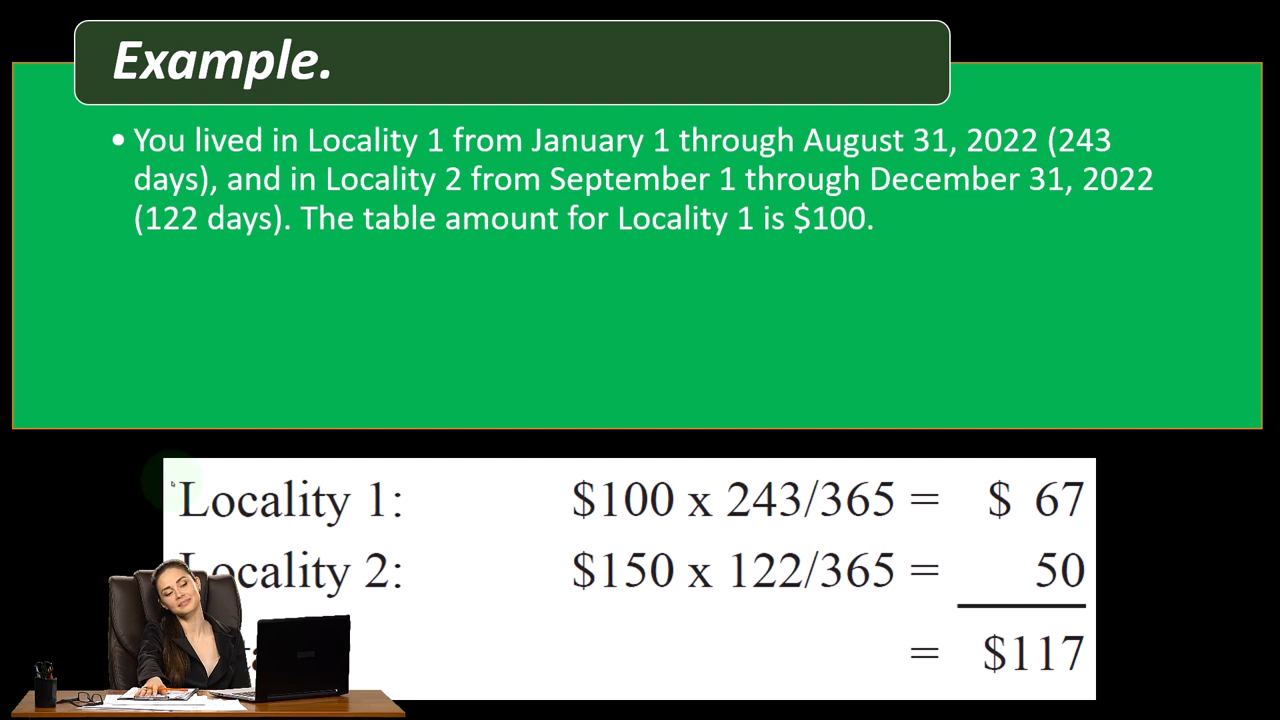 Example.
• You lived in Locality 1 from January 1 through August 31, 2022 (243
days), and in Locality 2 from September 1 through December 31, 2022
(122 days). The table amount for Locality 1 is $100.
Locality 1: $100 x 243/365 = $ 67
Locality 2: $150 x 122/365 = 50
= $117